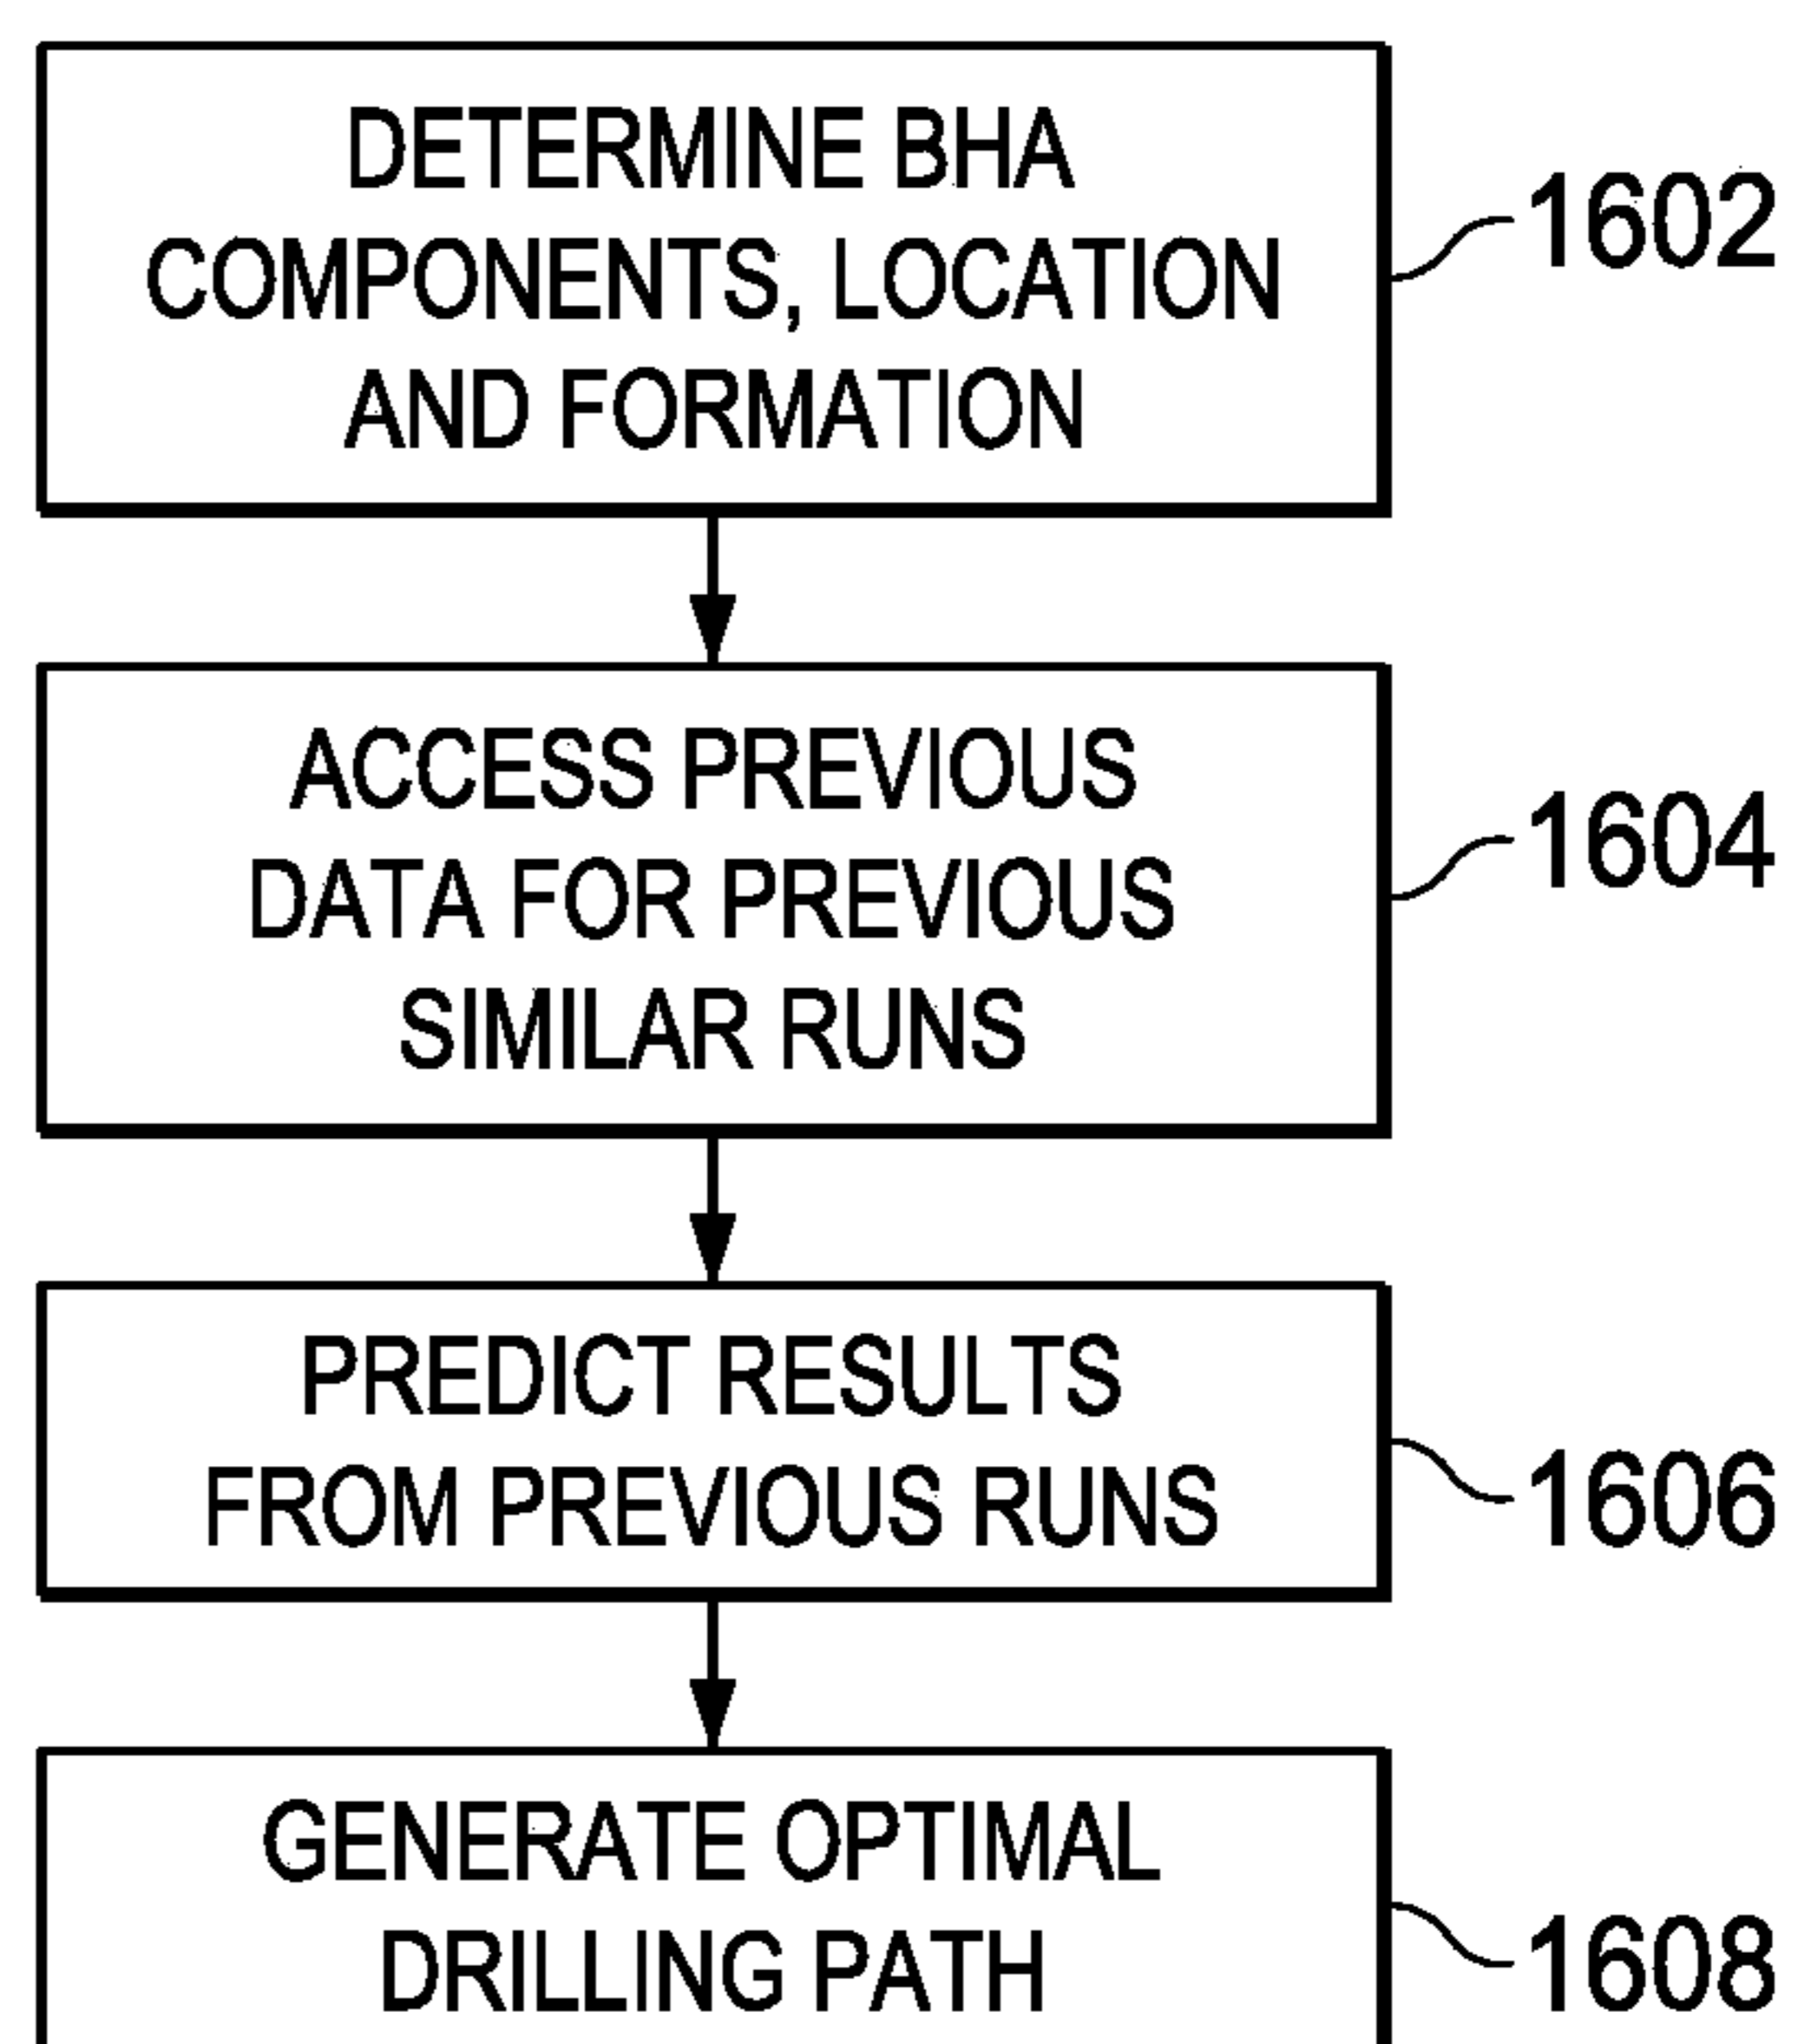 DETERMINE BHA
COMPONENTS, LOCATION
AND FORMATION
1602
ACCESS PREVIOUS
DATA FOR PREVIOUS
SIMILAR RUNS
1604
PREDICT RESULTS
FROM PREVIOUS RUNS
1606
GENERATE OPTIMAL
DRILLING PATH
1608